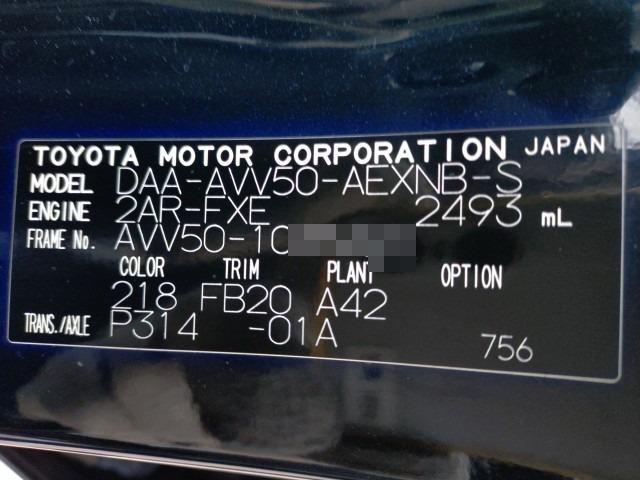 TOYOTA MOTOR CORPORATION JAPAN
MODEL DAA-AVV50-AEXNB-S
ENGINE 2AR-FXE 2493 mL
FRAME No. AVV50-10
COLOR TRIM PLANT OPTION
218 FB20 A42
TRANS./AXLE P314 -01A
756